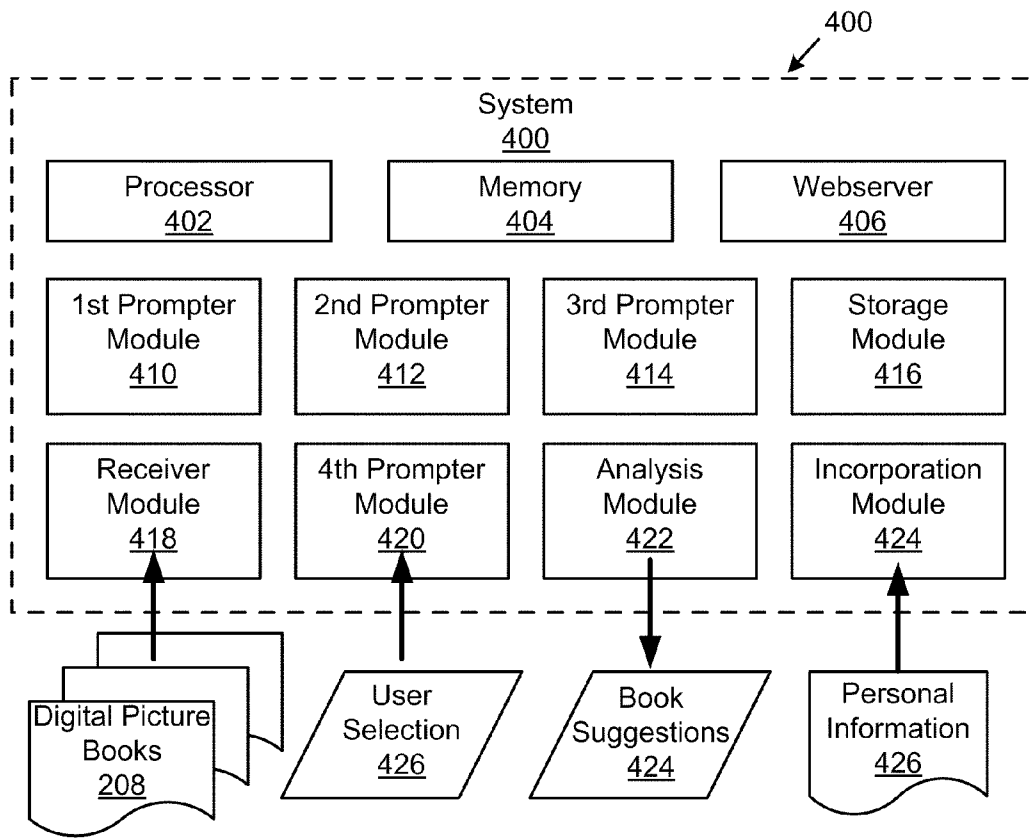 400
System
400
Processor
402
Memory
404
Webserver
406
1st Prompter
Module
410
2nd Prompter
Module
412
3rd Prompter
Module
414
Storage
Module
416
Receiver
Module
418
4th Prompter
Module
420
Analysis
Module
422
Incorporation
Module
424
Digital Picture
Books
208
User
Selection
426
Book
Suggestions
424
Personal
Information
426